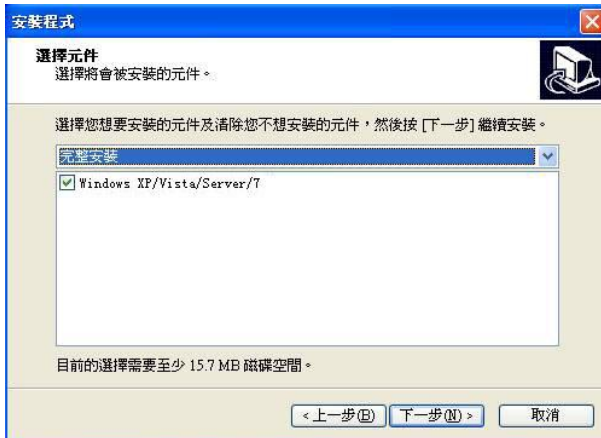 安裝程式
選擇元件
選擇將會被安裝的元件。
選擇您想要安裝的元件及清除您不想安裝的元件，然後按 [下一步] 繼續安裝。
完整安裝
Windows XP/Vista/Server/7
目前的選擇需要至少 15.7 MB 磁碟空間。
<上一步(B) 下一步(N)> 取消